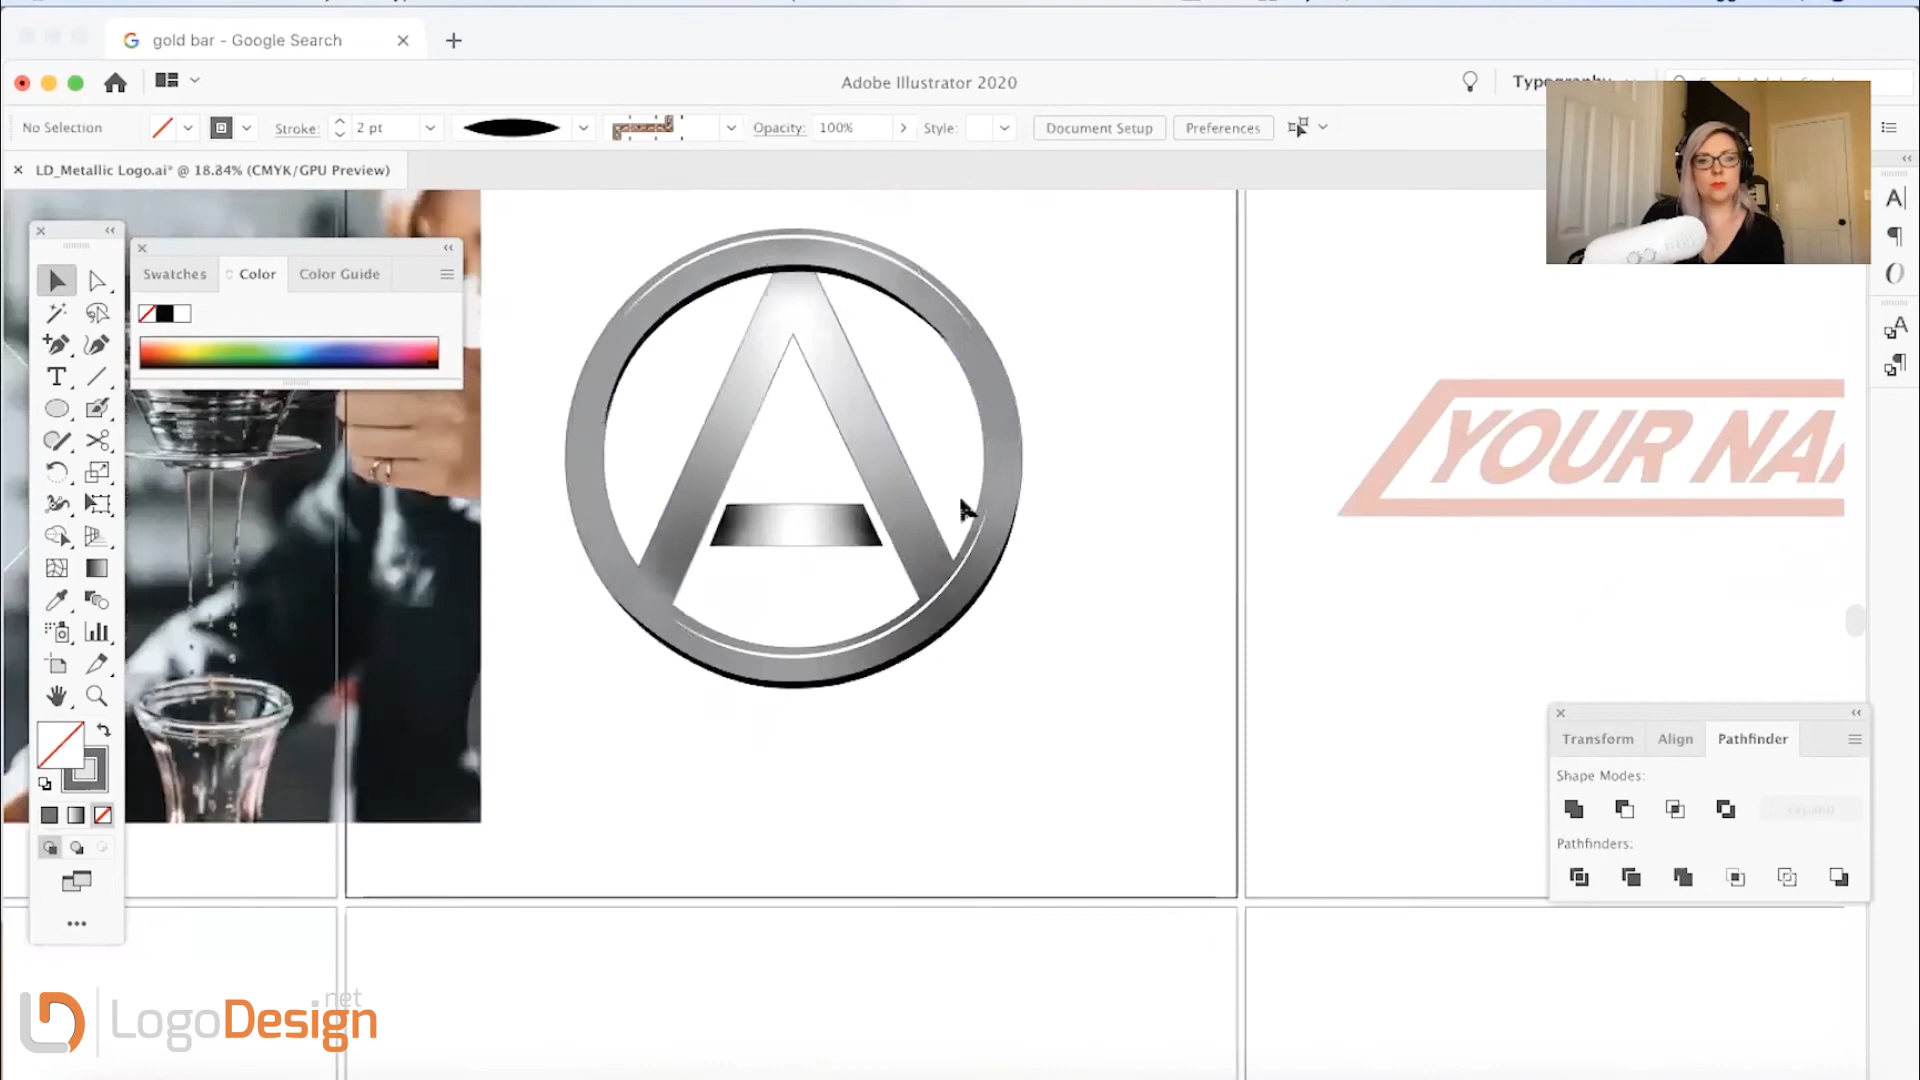 gold bar - Google Search
Adobe Illustrator 2020
No Selection
Stroke:
2 pt
Opacity:
100%
Style:
Document Setup
Preferences
LD_Metallic Logo.ai* @ 18.84% (CMYK/GPU Preview)
Swatches
Color
Color Guide
A
YOUR
Transform
Align
Pathfinder
Shape Modes:
Expand
Pathfinders:
LogoDesign
net